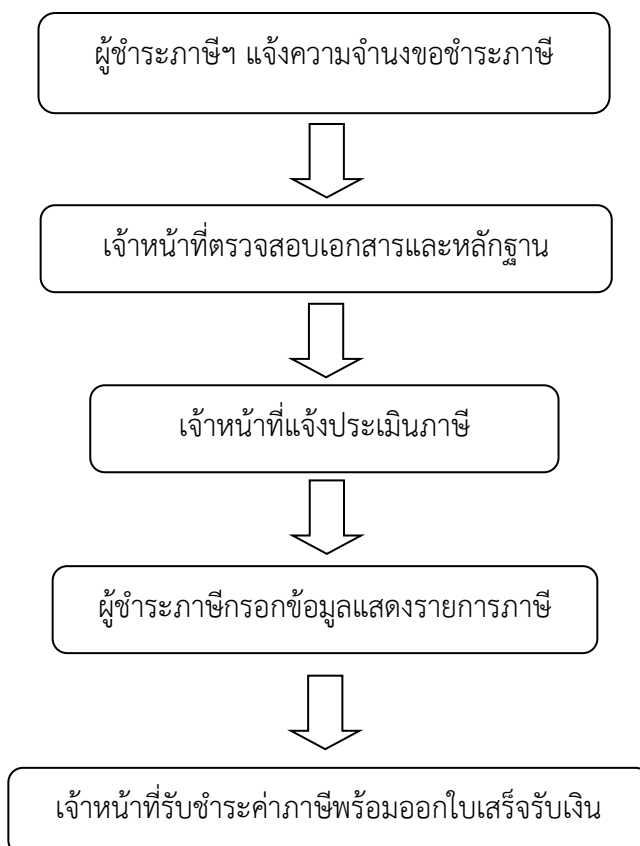 ผู้ชำระภาษีฯ แจ้งความจำนงขอชำระภาษี
เจ้าหน้าที่ตรวจสอบเอกสารและหลักฐาน
เจ้าหน้าที่แจ้งประเมินภาษี
ผู้ชำระภาษีกรอกข้อมูลแสดงรายการภาษี
เจ้าหน้าที่รับชำระค่าภาษีพร้อมออกใบเสร็จรับเงิน